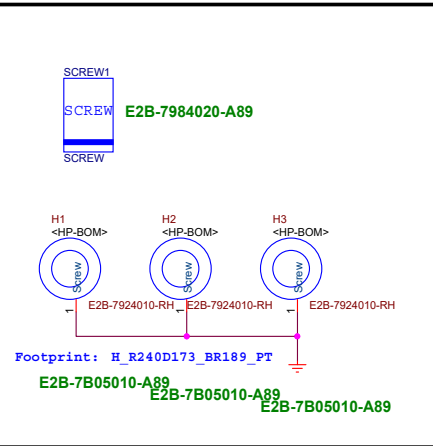 SCREW1
SCREW
E2B-7984020-A89
SCREW
H1
H2
H3
<HP-BOM>
<HP-BOM>
<HP-BOM>
Screw
Screw
Screw
1
1
1
E2B-7924010-RH
E2B-7924010-RH
E2B-7924010-RH
Footprint: H_R240D173_BR189_PT
E2B-7B05010-A89
E2B-7B05010-A89
E2B-7B05010-A89